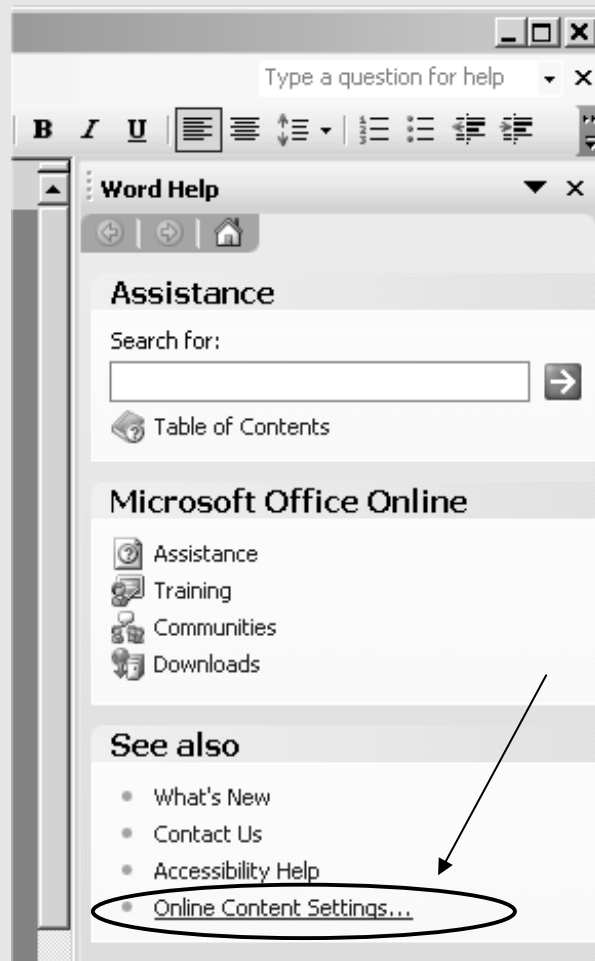 Type a question for help
B I U
Word Help
Assistance
Search for:
Table of Contents
Microsoft Office Online
Assistance
Training
Communities
Downloads
See also
What's New
Contact Us
Accessibility Help
Online Content Settings...